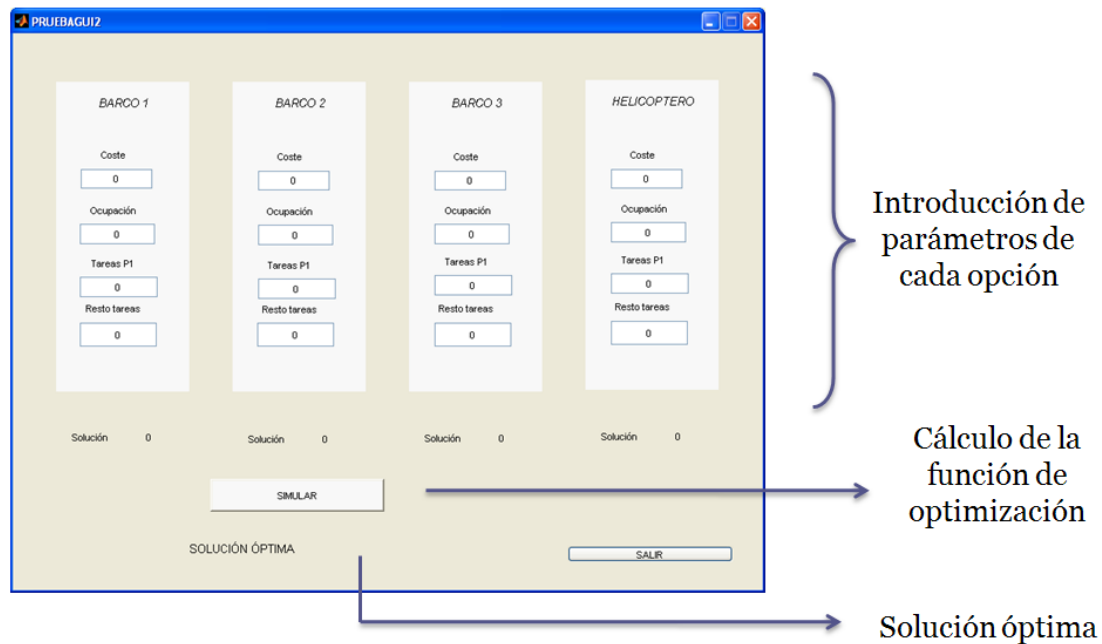 PRUEBAGUI2
BARCO 1
Coste
0
Ocupación
0
Tareas P1
0
Resto tareas
0
Solución 0
BARCO 2
Coste
0
Ocupación
0
Tareas P1
0
Resto tareas
0
Solución 0
BARCO 3
Coste
0
Ocupación
0
Tareas P1
0
Resto tareas
0
Solución 0
HELICOPTERO
Coste
0
Ocupación
0
Tareas P1
0
Resto tareas
0
Solución 0
SIMULAR
SOLUCIÓN ÓPTIMA
SALIR
Introducción de
parámetros de
cada opción
Cálculo de la
función de
optimización
Solución óptima